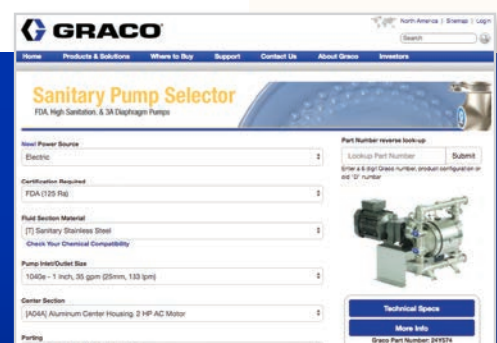 GRACO
North America | Sitemap | Login
Search
Home Products & Solutions Where to Buy Support Contact Us About Graco Investors
Sanitary Pump Selector
FDA, High Sanitation, & 3A Diaphragm Pumps
New! Power Source
Electric
Certification Required
FDA (125 Ra)
Fluid Section Material
[T] Sanitary Stainless Steel
Check Your Chemical Compatibility
Pump Inlet/Outlet Size
1040e - 1 inch, 35 gpm (25mm, 133 lpm)
Center Section
[A04A] Aluminum Center Housing, 2 HP AC Motor
Porting
Part Number reverse look-up
Lookup Part Number Submit
Enter a 6 digit Graco number, product configuration or
old "D" number
Technical Specs
More Info
Graco Part Number: 24Y574